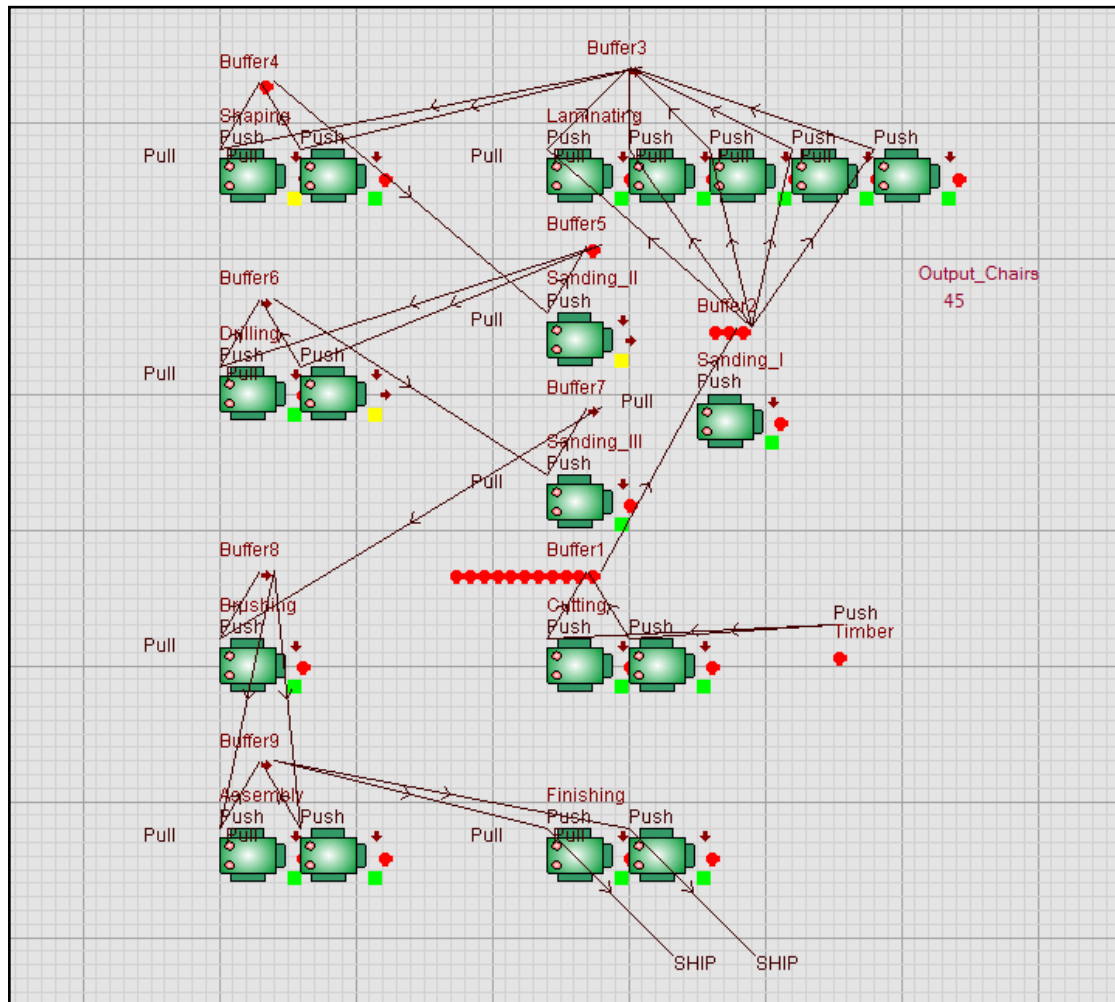 Buffer4
Buffer3
Shaping
Laminating
Push Push
Push Push Push Push Push
Pull Pull
Pull Pull Pull Pull Pull
Buffer5
Buffer6
Sanding_II
Output_Chairs
45
Push
Buffer2
Pull
Drilling
Push Push
Sanding_I
Pull Pull
Push
Buffer7
Pull
Sanding_III
Push
Pull
Buffer8
Buffer1
Brushing
Cutting
Push
Push
Push Push
Timber
Pull
Buffer9
Assembly
Finishing
Push Push
Push Push
Pull Pull
Pull
SHIP SHIP